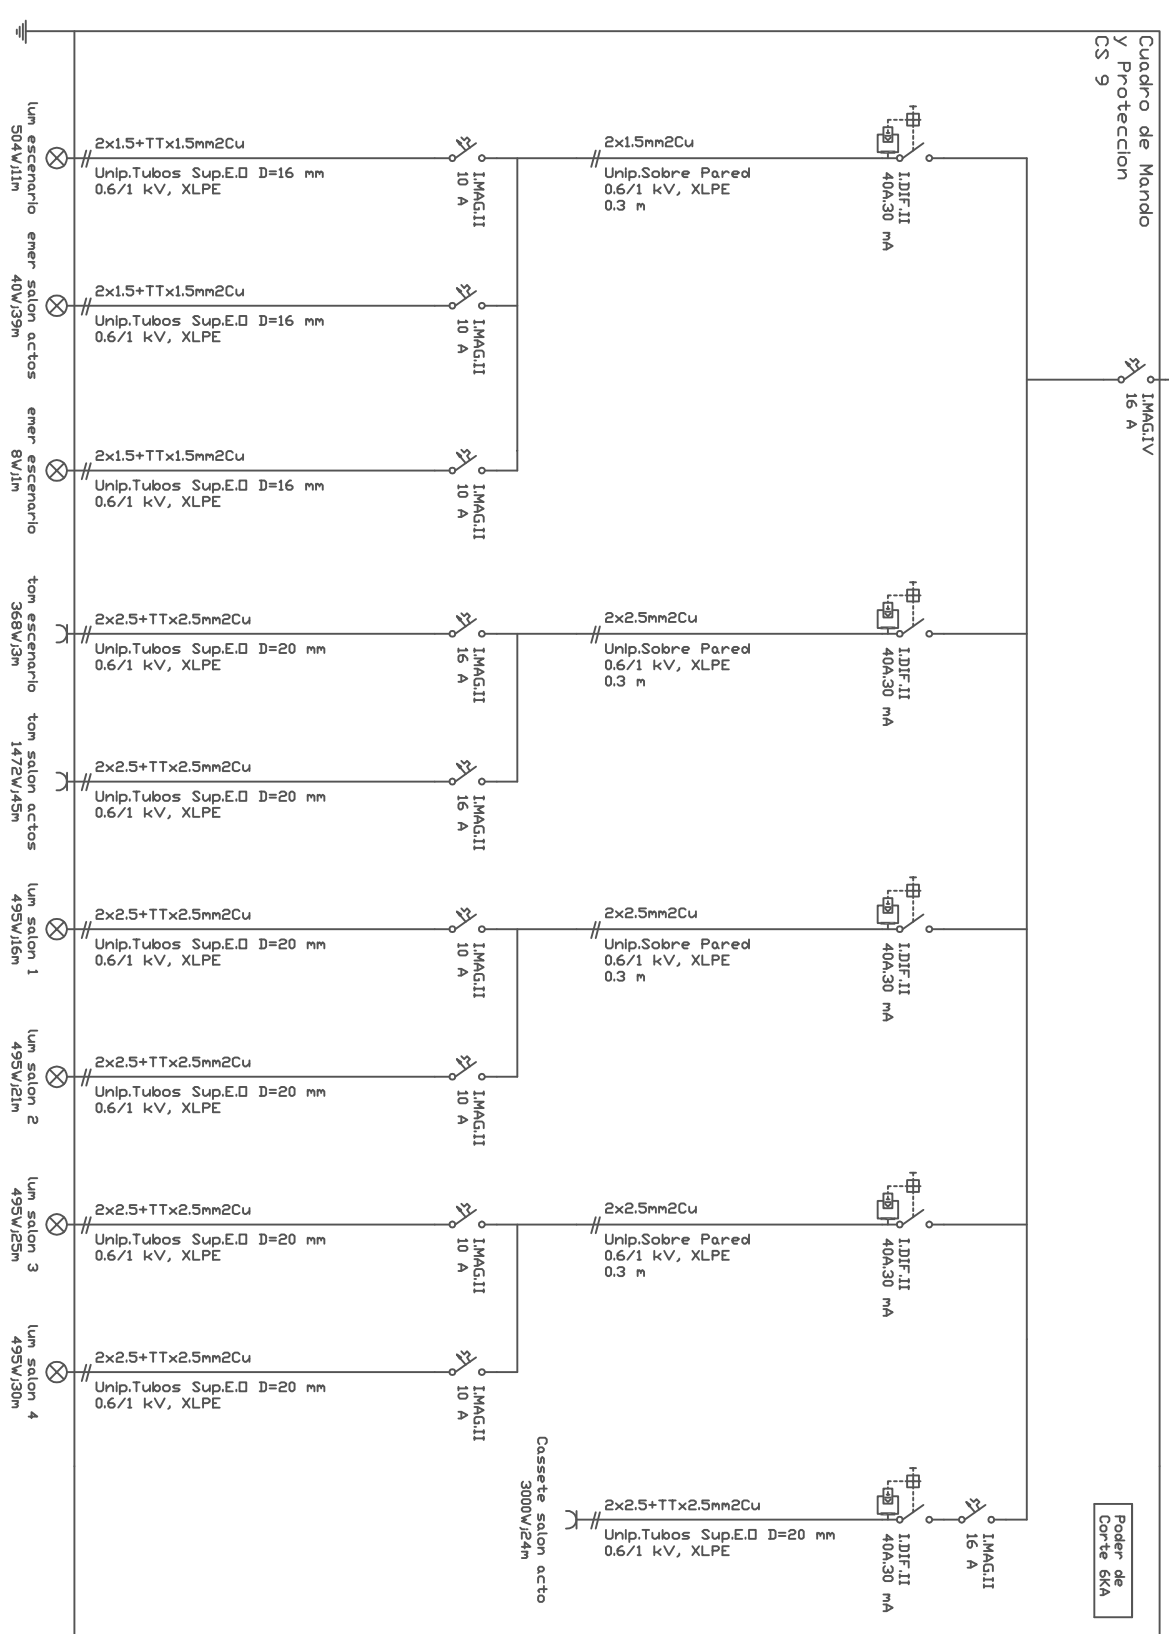 Cuadro de Mando
y Proteccion
CS 9
I.MAG.IV
16 A
Poder de
Corte 6KA
I.DIF.II
40A.30 mA
2x1.5mm2Cu
Unip.Sobre Pared
0.6/1 kV, XLPE
0.3 m
I.MAG.II
10 A
2x1.5+TTx1.5mm2Cu
Unip.Tubos Sup.E.O D=16 mm
0.6/1 kV, XLPE
lum escenario
504W;11m
I.MAG.II
10 A
2x1.5+TTx1.5mm2Cu
Unip.Tubos Sup.E.O D=16 mm
0.6/1 kV, XLPE
emer salon actos
40W;39m
I.MAG.II
10 A
2x1.5+TTx1.5mm2Cu
Unip.Tubos Sup.E.O D=16 mm
0.6/1 kV, XLPE
emer escenario
8W;1m
I.DIF.II
40A.30 mA
2x2.5mm2Cu
Unip.Sobre Pared
0.6/1 kV, XLPE
0.3 m
I.MAG.II
16 A
2x2.5+TTx2.5mm2Cu
Unip.Tubos Sup.E.O D=20 mm
0.6/1 kV, XLPE
tom escenario
368W;3m
I.MAG.II
16 A
2x2.5+TTx2.5mm2Cu
Unip.Tubos Sup.E.O D=20 mm
0.6/1 kV, XLPE
tom salon actos
1472W;45m
I.DIF.II
40A.30 mA
2x2.5mm2Cu
Unip.Sobre Pared
0.6/1 kV, XLPE
0.3 m
I.MAG.II
10 A
2x2.5+TTx2.5mm2Cu
Unip.Tubos Sup.E.O D=20 mm
0.6/1 kV, XLPE
lum salon 1
495W;16m
I.MAG.II
10 A
2x2.5+TTx2.5mm2Cu
Unip.Tubos Sup.E.O D=20 mm
0.6/1 kV, XLPE
lum salon 2
495W;21m
I.DIF.II
40A.30 mA
2x2.5mm2Cu
Unip.Sobre Pared
0.6/1 kV, XLPE
0.3 m
I.MAG.II
10 A
2x2.5+TTx2.5mm2Cu
Unip.Tubos Sup.E.O D=20 mm
0.6/1 kV, XLPE
lum salon 3
495W;25m
I.MAG.II
10 A
2x2.5+TTx2.5mm2Cu
Unip.Tubos Sup.E.O D=20 mm
0.6/1 kV, XLPE
lum salon 4
495W;30m
I.MAG.II
16 A
I.DIF.II
40A.30 mA
2x2.5+TTx2.5mm2Cu
Unip.Tubos Sup.E.O D=20 mm
0.6/1 kV, XLPE
Cassete salon acto
3000W;24m